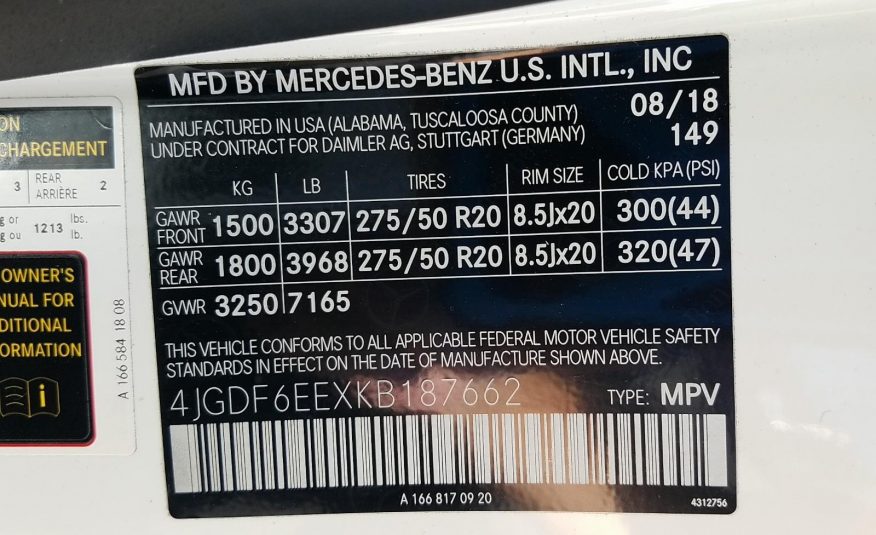 MFD BY MERCEDES-BENZ U.S. INTL., INC
08/18
MANUFACTURED IN USA (ALABAMA, TUSCALOOSA COUNTY)
UNDER CONTRACT FOR DAIMLER AG, STUTTGART (GERMANY) 149
KG LB TIRES RIM SIZE COLD KPA (PSI)
GAWR FRONT 1500 3307 275/50 R20 8.5Jx20 300(44)
GAWR REAR 1800 3968 275/50 R20 8.5Jx20 320(47)
GVWR 3250 7165
THIS VEHICLE CONFORMS TO ALL APPLICABLE FEDERAL MOTOR VEHICLE SAFETY
STANDARDS IN EFFECT ON THE DATE OF MANUFACTURE SHOWN ABOVE.
4JGDF6EEXKB187662 TYPE: MPV
A 166 817 09 20
4312756
ON
CHARGEMENT
3 REAR ARRIÈRE 2
g or
g ou 1213 lbs. lb.
OWNER'S
NUAL FOR
DITIONAL
ORMATION
i
A 166 584 18 08